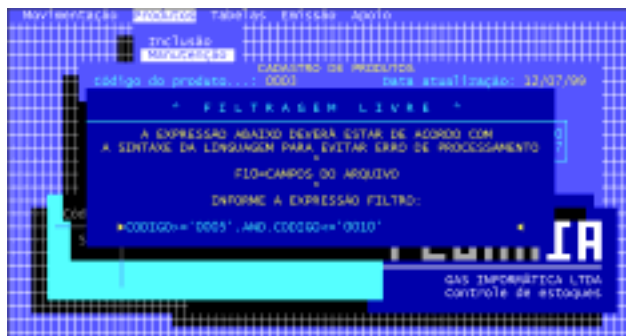 Movimentação Produtos Tabelas Emissão Apoio
Inclusão
Manutenção
CADASTRO DE PRODUTOS
código do produto...: 0003 Data atualização: 12/07/99
* F I L T R A G E M L I V R E *
A EXPRESSÃO ABAIXO DEVERÁ ESTAR DE ACORDO COM
A SINTAXE DA LINGUAGEM PARA EVITAR ERRO DE PROCESSAMENTO
F10=CAMPOS DO ARQUIVO
INFORME A EXPRESSÃO FILTRO:
CODIGO>='0005'.AND.CODIGO<='0010'
GAS INFORMÁTICA LTDA
Controle de estoques